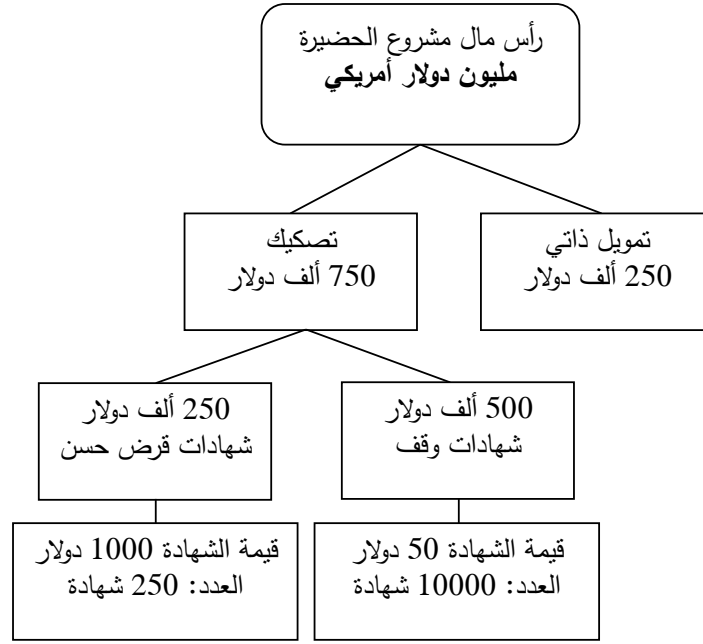 رأس مال مشروع الحضيرة
مليون دولار أمريكي
تمويل ذاتي
250 ألف دولار
تصكيك
750 ألف دولار
500 ألف دولار
شهادات وقف
250 ألف دولار
شهادات قرض حسن
قيمة الشهادة 50 دولار
العدد: 10000 شهادة
قيمة الشهادة 1000 دولار
العدد: 250 شهادة